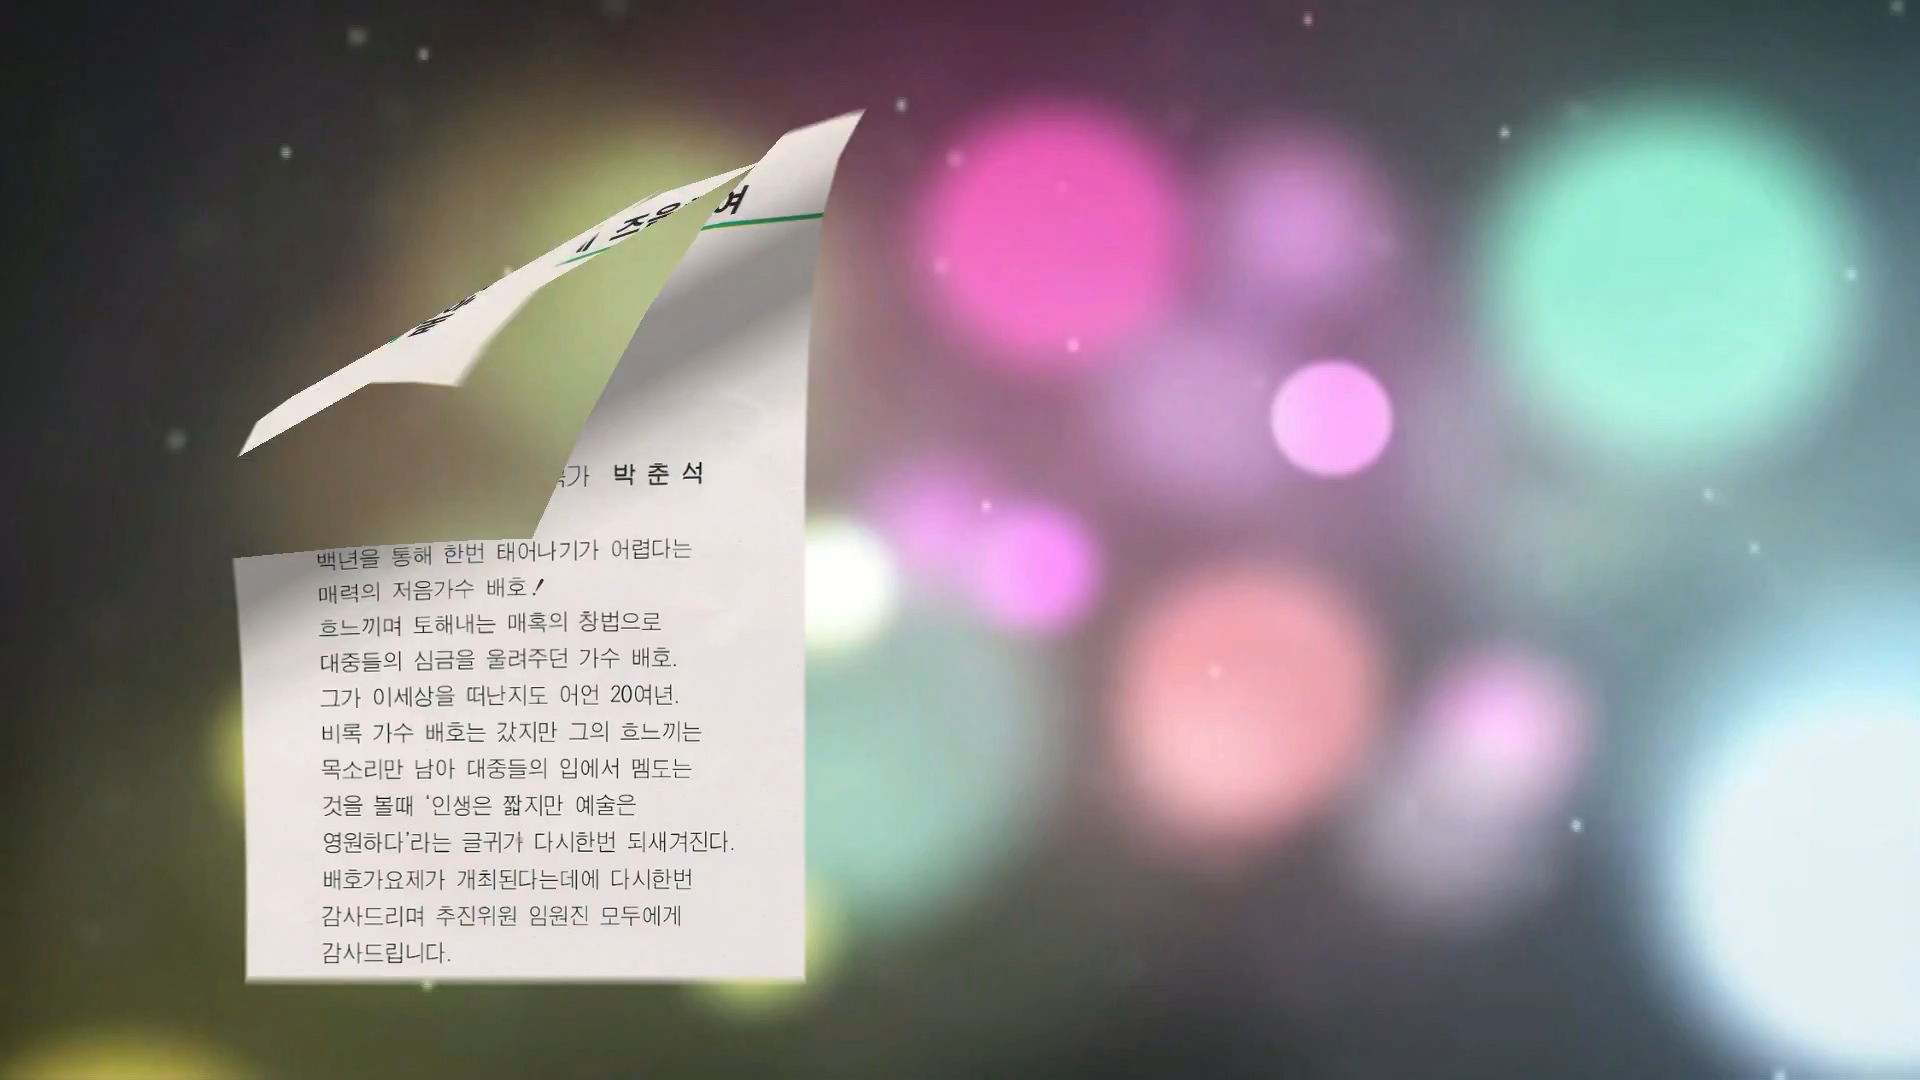 여
박 춘 석
백년을 통해 한번 태어나기가 어렵다는
매력의 저음가수 배호!
흐느끼며 토해내는 매혹의 창법으로
대중들의 심금을 울려주던 가수 배호.
그가 이세상을 떠난지도 어언 20여년.
비록 가수 배호는 갔지만 그의 흐느끼는
목소리만 남아 대중들의 입에서 멤도는
것을 볼때 ‘인생은 짧지만 예술은
영원하다’라는 글귀가 다시한번 되새겨진다.
배호가요제가 개최된다는데에 다시한번
감사드리며 추진위원 임원진 모두에게
감사드립니다.